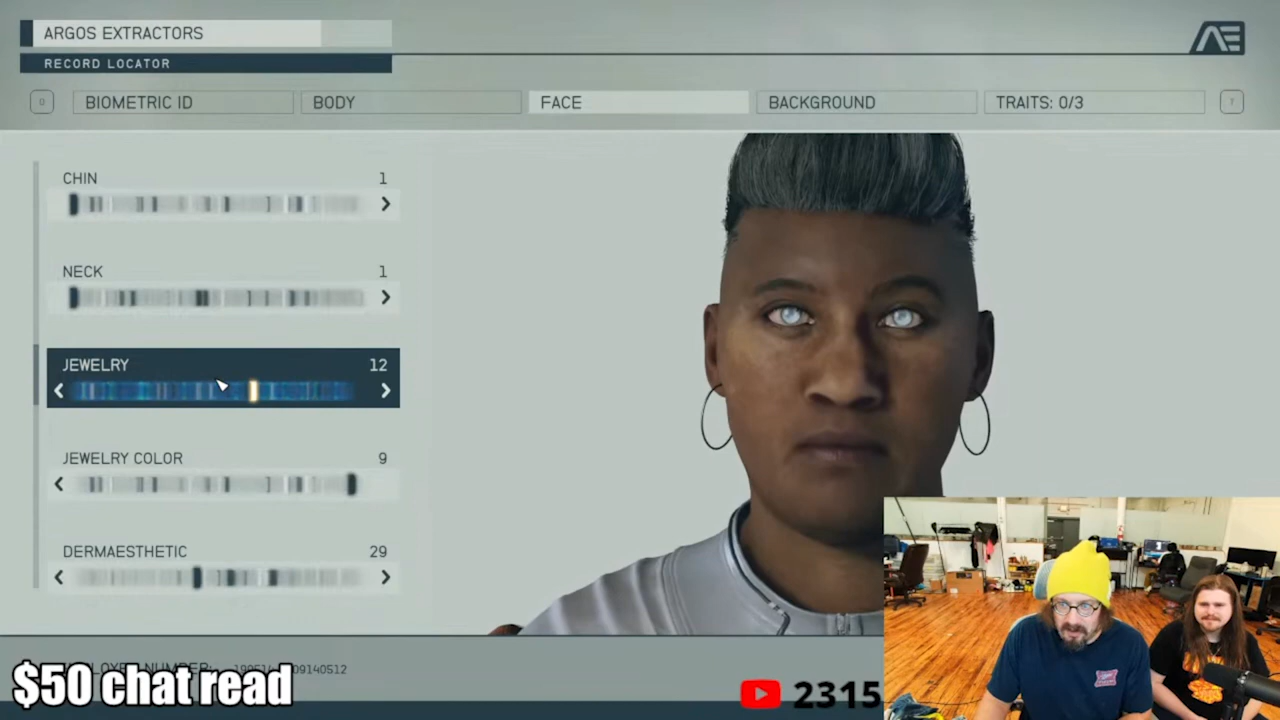 ARGOS EXTRACTORS
RECORD LOCATOR
BIOMETRIC ID
BODY
FACE
BACKGROUND
TRAITS: 0/3
CHIN 1
NECK 1
JEWELRY 12
JEWELRY COLOR 9
DERMAESTHETIC 29
$50 chat read
2315